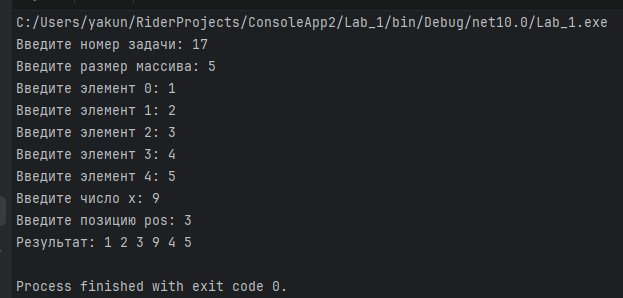 C:/Users/yakun/RiderProjects/ConsoleApp2/Lab_1/bin/Debug/net10.0/Lab_1.exe
Введите номер задачи: 17
Введите размер массива: 5
Введите элемент 0: 1
Введите элемент 1: 2
Введите элемент 2: 3
Введите элемент 3: 4
Введите элемент 4: 5
Введите число x: 9
Введите позицию pos: 3
Результат: 1 2 3 9 4 5
Process finished with exit code 0.